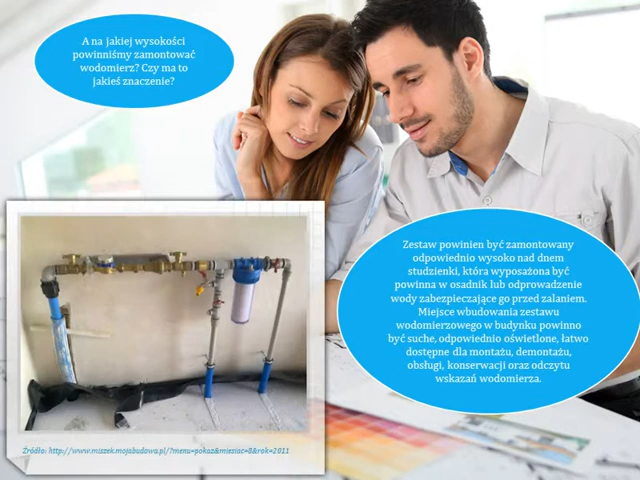 A na jakiej wysokości
powinniśmy zamontować
wodomierz? Czy ma to
jakieś znaczenie?
Zestaw powinien być zamontowany
odpowiednio wysoko nad dnem
studzienki, która wyposażona być
powinna w osadnik lub odprowadzenie
wody zabezpieczające go przed zalaniem.
Miejsce wbudowania zestawu
wodomierzowego w budynku powinno
być suche, odpowiednio oświetlone, łatwo
dostępne dla montażu, demontażu,
obsługi, konserwacji oraz odczytu
wskazań wodomierza.
Źródło: http://www.miszek.mojabudowa.pl/?menu=pokaz&miesiac=8&rok=2011